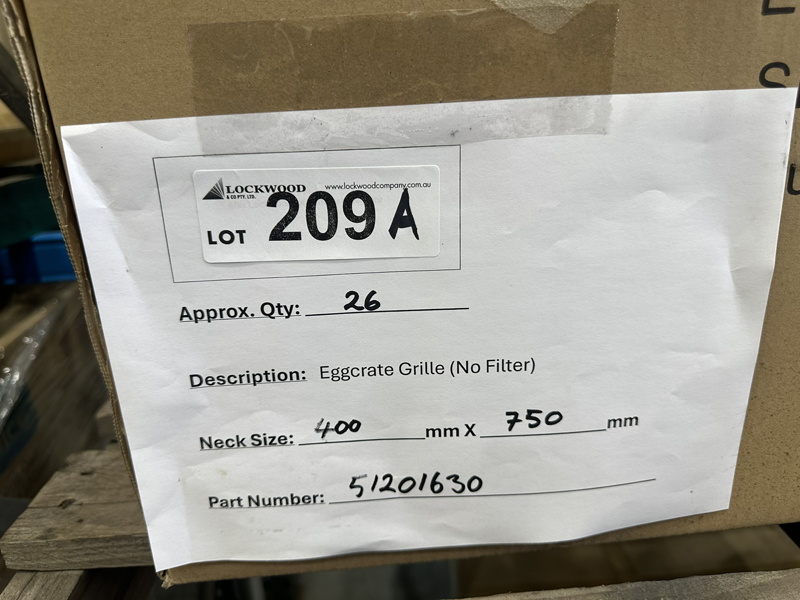 LOCKWOOD www.lockwoodcompany.com.au
& CO PTY. LTD.
LOT 209 A
Approx. Qty: 26
Description: Eggcrate Grille (No Filter)
Neck Size: 400 mm X 750 mm
Part Number: 51201630